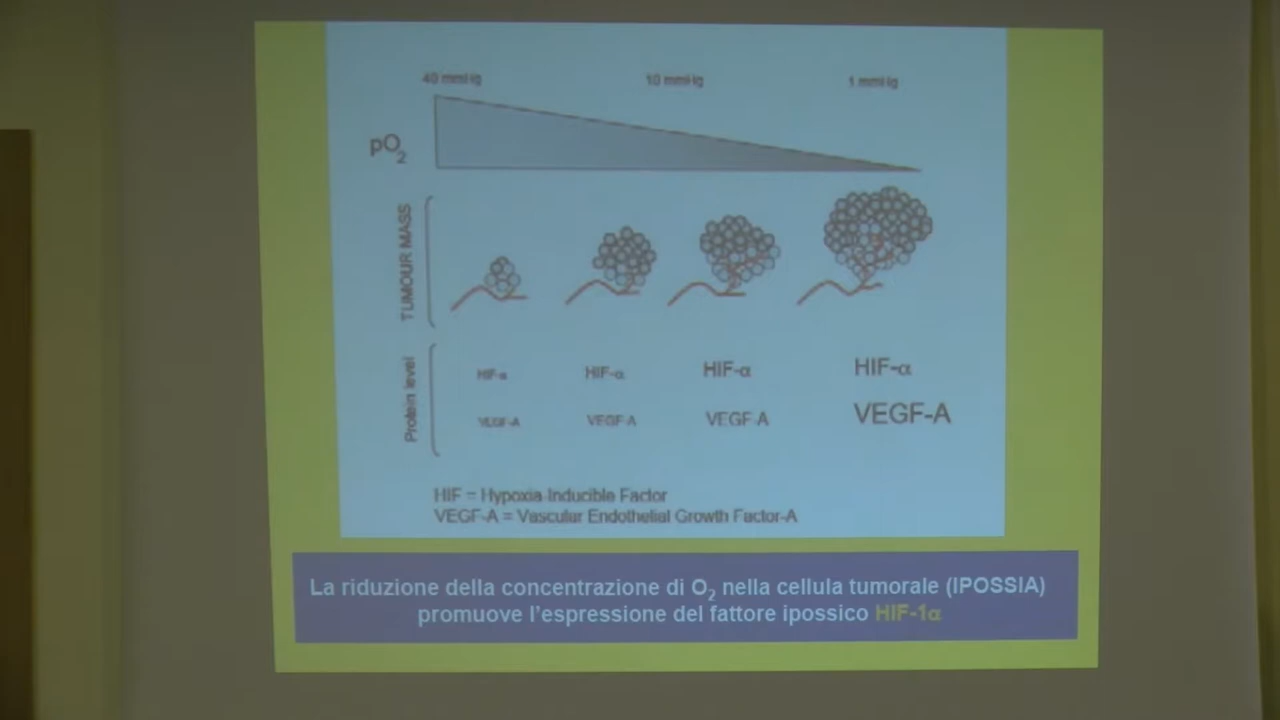 40 mmHg 10 mmHg 1 mmHg
pO2
TUMOUR MASS
Protein level
HIF-α HIF-α HIF-α HIF-α
VEGF-A VEGF-A VEGF-A VEGF-A
HIF = Hypoxia Inducible Factor
VEGF-A = Vascular Endothelial Growth Factor-A
La riduzione della concentrazione di O2 nella cellula tumorale (IPOSSIA)
promuove l'espressione del fattore ipossico HIF-1α